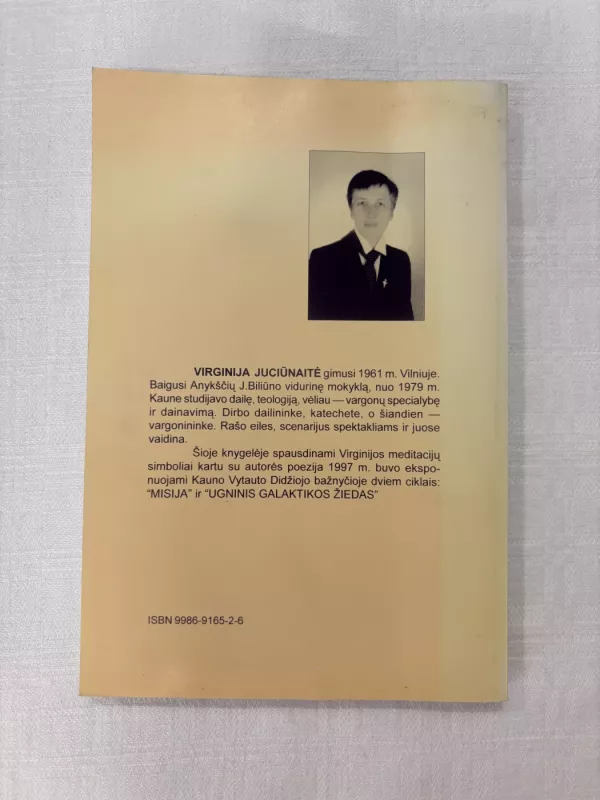 VIRGINIJA JUCIŪNAITĖ gimusi 1961 m. Vilniuje.
Baigusi Anykščių J.Biliūno vidurinę mokyklą, nuo 1979 m.
Kaune studijavo dailę, teologiją, vėliau — vargonų specialybę
ir dainavimą. Dirbo dailininke, katechete, o šiandien —
vargonininke. Rašo eiles, scenarijus spektakliams ir juose
vaidina.
Šioje knygelėje spausdinami Virginijos meditacijų
simboliai kartu su autorės poezija 1997 m. buvo ekspo-
nuojami Kauno Vytauto Didžiojo bažnyčioje dviem ciklais:
“MISIJA” ir “UGNINIS GALAKTIKOS ŽIEDAS”
ISBN 9986-9165-2-6